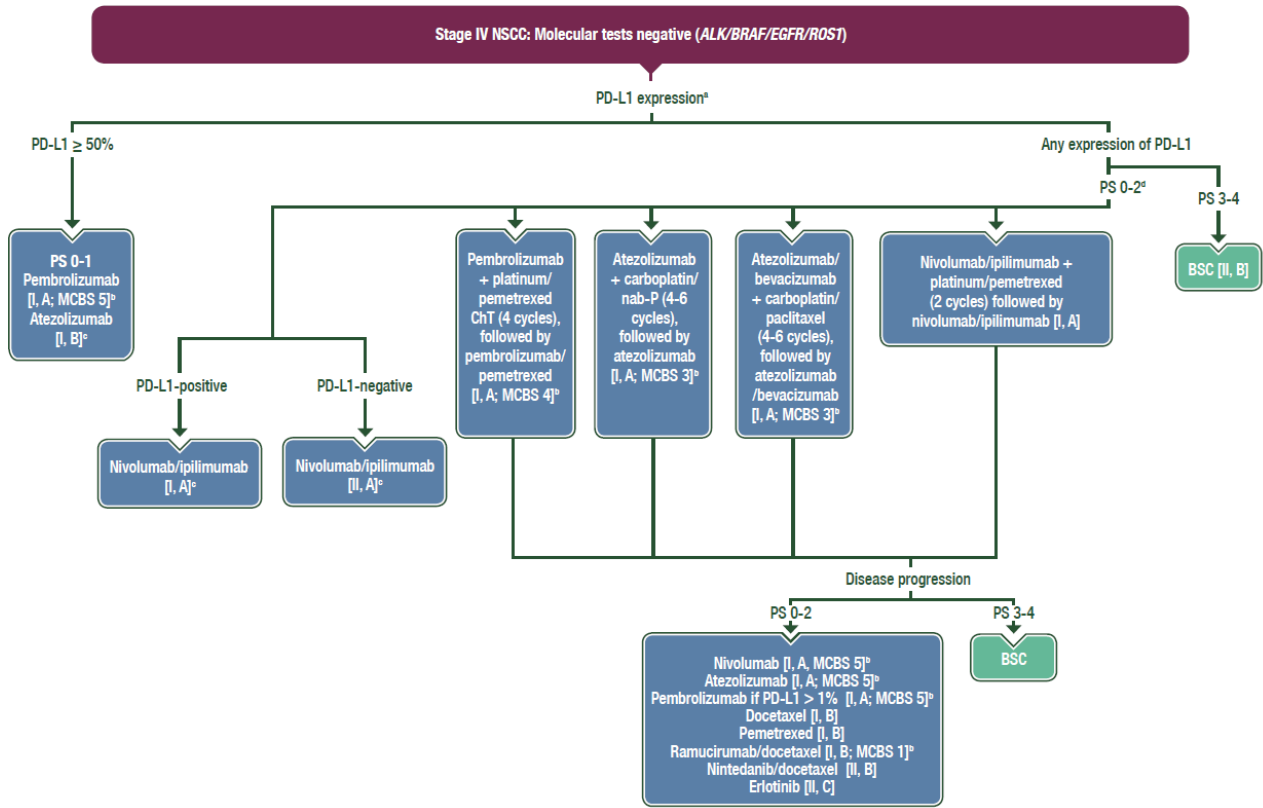 Stage IV NSCC: Molecular tests negative (ALK/BRAF/EGFR/ROS1)
PD-L1 expressionᵃ
PD-L1 ≥ 50%
Any expression of PD-L1
PS 0-2ᵈ
PS 3-4
PS 0-1
Pembrolizumab
[I, A; MCBS 5]ᵇ
Atezolizumab
[I, B]ᶜ
Pembrolizumab
+ platinum/
pemetrexed
ChT (4 cycles),
followed by
pembrolizumab/
pemetrexed
[I, A; MCBS 4]ᵇ
Atezolizumab
+ carboplatin/
nab-P (4-6
cycles),
followed by
atezolizumab
[I, A; MCBS 3]ᵇ
Atezolizumab/
bevacizumab
+ carboplatin/
paclitaxel
(4-6 cycles),
followed by
atezolizumab
/bevacizumab
[I, A; MCBS 3]ᵇ
Nivolumab/ipilimumab +
platinum/pemetrexed
(2 cycles) followed by
nivolumab/ipilimumab [I, A]
BSC [II, B]
PD-L1-positive
PD-L1-negative
Nivolumab/ipilimumab
[I, A]ᶜ
Nivolumab/ipilimumab
[II, A]ᶜ
Disease progression
PS 0-2
PS 3-4
Nivolumab [I, A, MCBS 5]ᵇ
Atezolizumab [I, A; MCBS 5]ᵇ
Pembrolizumab if PD-L1 > 1% [I, A; MCBS 5]ᵇ
Docetaxel [I, B]
Pemetrexed [I, B]
Ramucirumab/docetaxel [I, B; MCBS 1]ᵇ
Nintedanib/docetaxel [II, B]
Erlotinib [II, C]
BSC